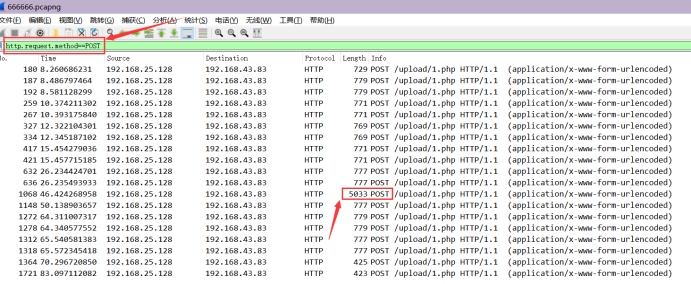 666666.pcapng
文件(F) 编辑(E) 视图(V) 跳转(G) 捕获(C) 分析(A) 统计(S) 电话(Y) 无线(W) 工具(T) 帮助(H)
http.request.method==POST
No. Time Source Destination Protocol Length Info
180 8.260686231 192.168.25.128 192.168.43.83 HTTP 729 POST /upload/1.php HTTP/1.1 (application/x-www-form-urlencoded)
187 8.486797464 192.168.25.128 192.168.43.83 HTTP 779 POST /upload/1.php HTTP/1.1 (application/x-www-form-urlencoded)
192 8.581128299 192.168.25.128 192.168.43.83 HTTP 777 POST /upload/1.php HTTP/1.1 (application/x-www-form-urlencoded)
259 10.374211302 192.168.25.128 192.168.43.83 HTTP 771 POST /upload/1.php HTTP/1.1 (application/x-www-form-urlencoded)
267 10.393175840 192.168.25.128 192.168.43.83 HTTP 771 POST /upload/1.php HTTP/1.1 (application/x-www-form-urlencoded)
327 12.322104301 192.168.25.128 192.168.43.83 HTTP 769 POST /upload/1.php HTTP/1.1 (application/x-www-form-urlencoded)
334 12.345187102 192.168.25.128 192.168.43.83 HTTP 769 POST /upload/1.php HTTP/1.1 (application/x-www-form-urlencoded)
417 15.454279036 192.168.25.128 192.168.43.83 HTTP 771 POST /upload/1.php HTTP/1.1 (application/x-www-form-urlencoded)
421 15.457715185 192.168.25.128 192.168.43.83 HTTP 771 POST /upload/1.php HTTP/1.1 (application/x-www-form-urlencoded)
632 26.234424701 192.168.25.128 192.168.43.83 HTTP 777 POST /upload/1.php HTTP/1.1 (application/x-www-form-urlencoded)
636 26.235493933 192.168.25.128 192.168.43.83 HTTP 777 POST /upload/1.php HTTP/1.1 (application/x-www-form-urlencoded)
1068 46.424268958 192.168.25.128 192.168.43.83 HTTP 5033 POST /upload/1.php HTTP/1.1 (application/x-www-form-urlencoded)
1148 50.138903657 192.168.25.128 192.168.43.83 HTTP 777 POST /upload/1.php HTTP/1.1 (application/x-www-form-urlencoded)
1272 64.311007317 192.168.25.128 192.168.43.83 HTTP 779 POST /upload/1.php HTTP/1.1 (application/x-www-form-urlencoded)
1278 64.340577552 192.168.25.128 192.168.43.83 HTTP 779 POST /upload/1.php HTTP/1.1 (application/x-www-form-urlencoded)
1312 65.540581383 192.168.25.128 192.168.43.83 HTTP 777 POST /upload/1.php HTTP/1.1 (application/x-www-form-urlencoded)
1318 65.572345418 192.168.25.128 192.168.43.83 HTTP 777 POST /upload/1.php HTTP/1.1 (application/x-www-form-urlencoded)
1364 70.296720850 192.168.25.128 192.168.43.83 HTTP 425 POST /upload/1.php HTTP/1.1 (application/x-www-form-urlencoded)
1721 83.097112082 192.168.25.128 192.168.43.83 HTTP 423 POST /upload/1.php HTTP/1.1 (application/x-www-form-urlencoded)